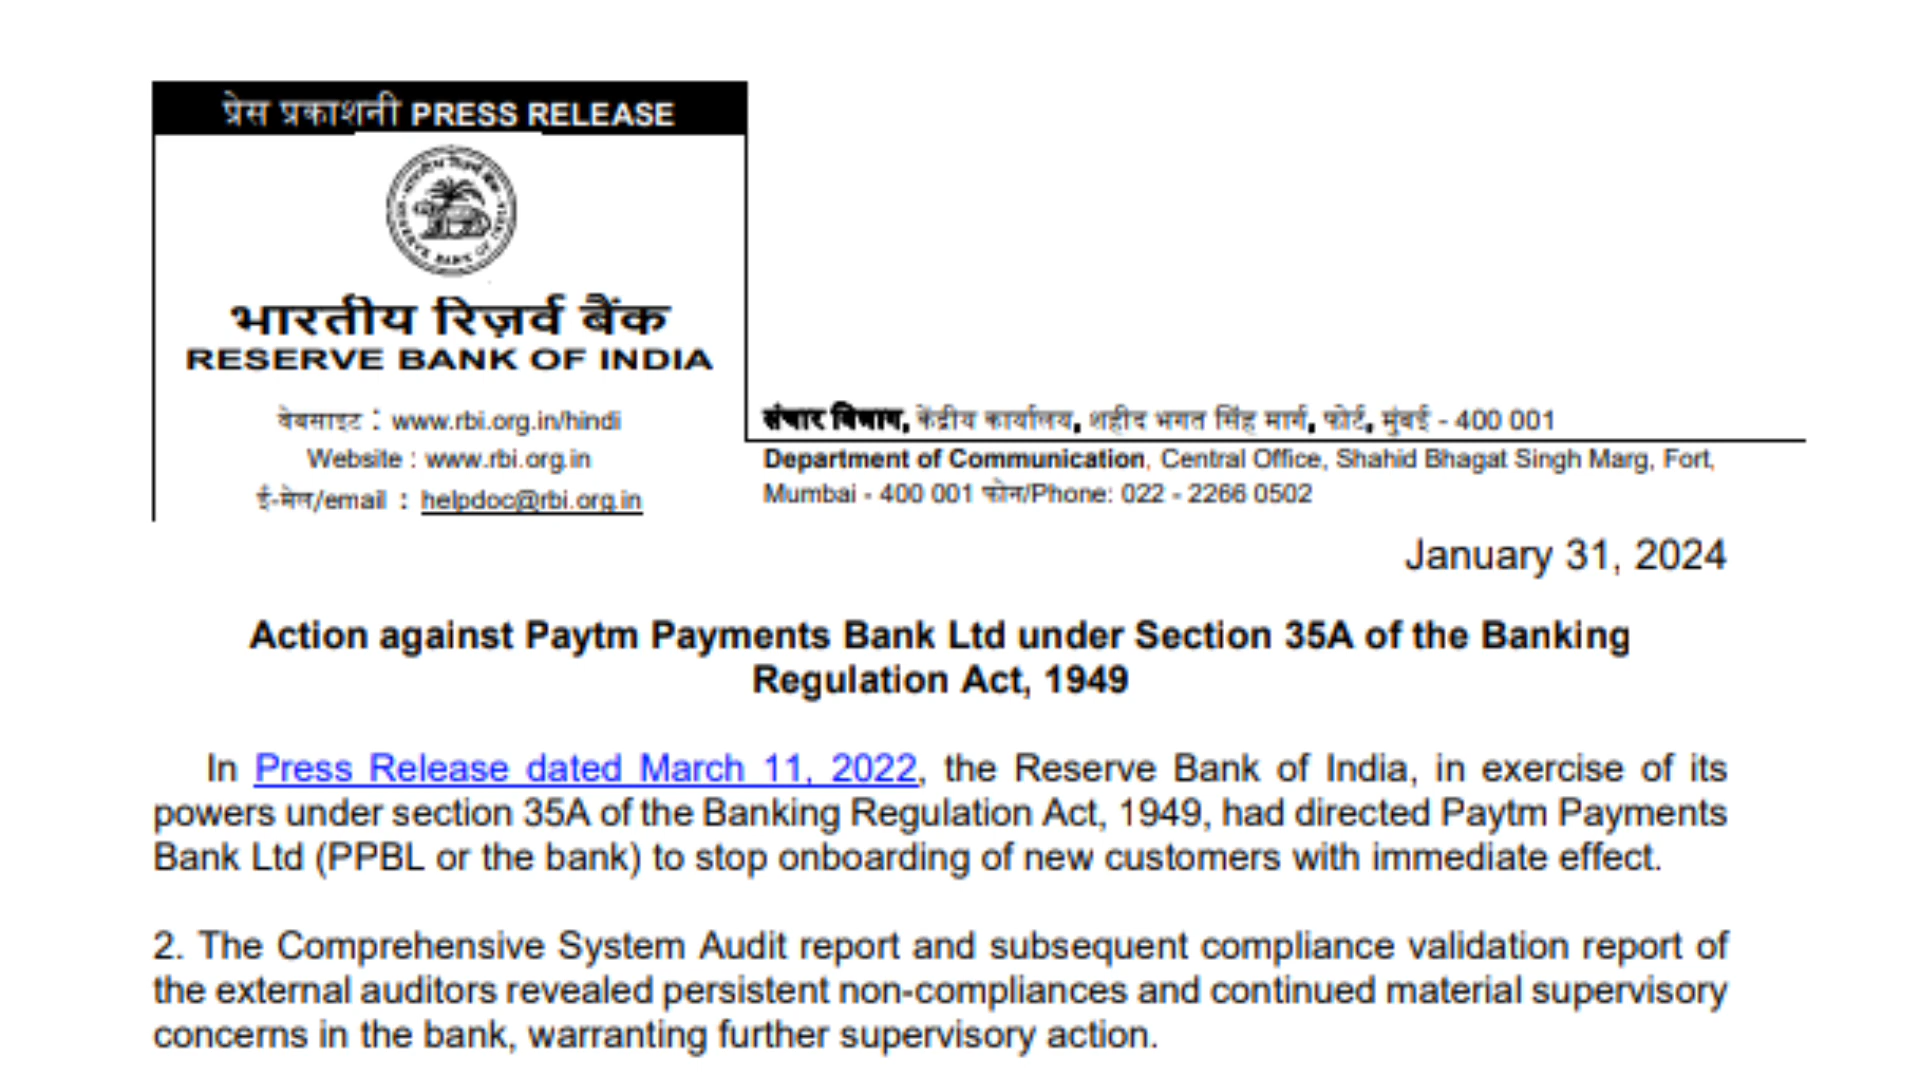 प्रेस प्रकाशनी PRESS RELEASE
भारतीय रिज़र्व बैंक
RESERVE BANK OF INDIA
भारतीय रिज़र्व बैंक
RESERVE BANK OF INDIA
वेबसाइट : www.rbi.org.in/hindi
Website : www.rbi.org.in
ई-मेल/email : helpdoc@rbi.org.in
संचार विभाग, केंद्रीय कार्यालय, शहीद भगत सिंह मार्ग, फोर्ट, मुंबई - 400 001
Department of Communication, Central Office, Shahid Bhagat Singh Marg, Fort,
Mumbai - 400 001 फोन/Phone: 022 - 2266 0502
January 31, 2024
Action against Paytm Payments Bank Ltd under Section 35A of the Banking
Regulation Act, 1949
In Press Release dated March 11, 2022, the Reserve Bank of India, in exercise of its
powers under section 35A of the Banking Regulation Act, 1949, had directed Paytm Payments
Bank Ltd (PPBL or the bank) to stop onboarding of new customers with immediate effect.
2. The Comprehensive System Audit report and subsequent compliance validation report of
the external auditors revealed persistent non-compliances and continued material supervisory
concerns in the bank, warranting further supervisory action.